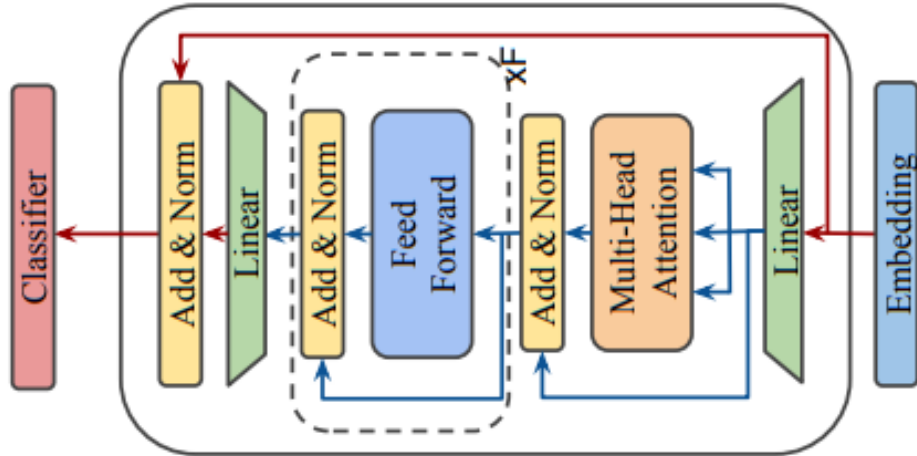 Classifier
Add & Norm
Linear
Add & Norm
Feed
Forward
xF
Add & Norm
Multi-Head
Attention
Linear
Embedding